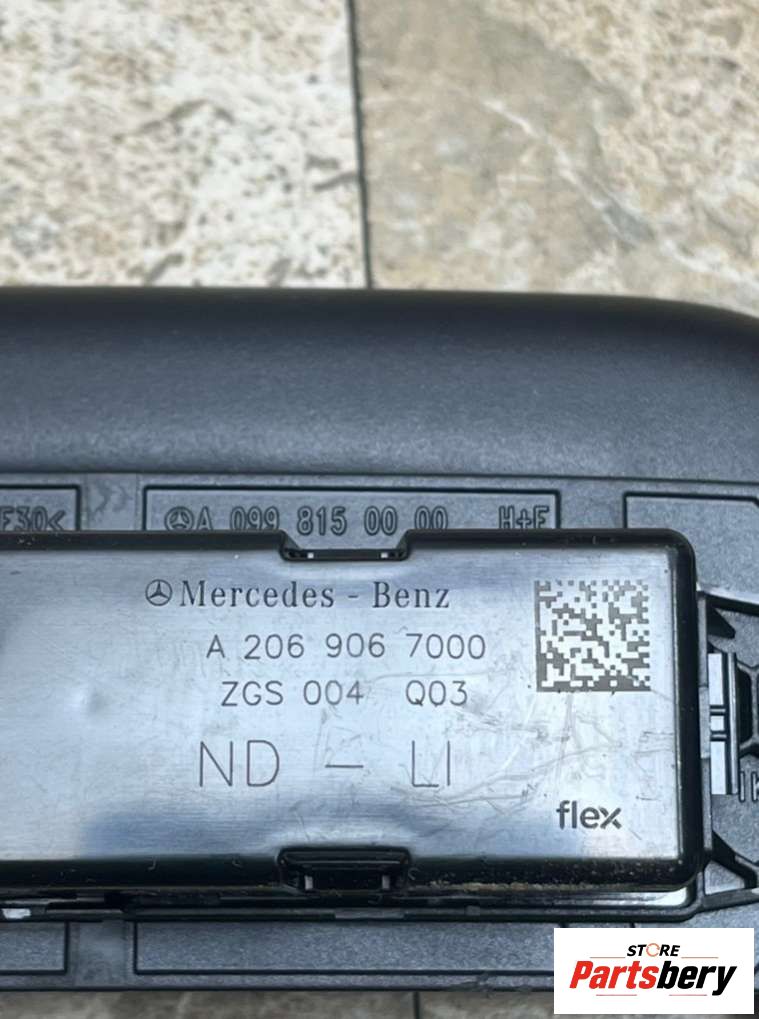 F30<
A 099 815 00 00 H+F
Mercedes - Benz
A 206 906 7000
ZGS 004 Q03
ND - LI
flex
STORE
Partsbery